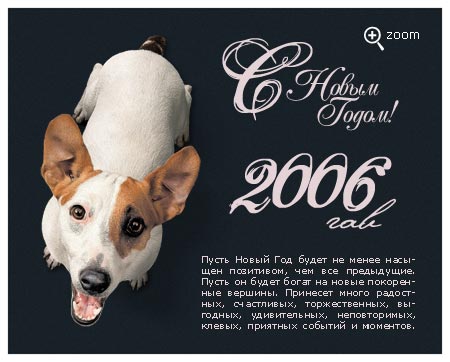 zoom
С Новым
Годом!
2006
гав
Пусть Новый Год будет не менее насы-
щен позитивом, чем все предыдущие.
Пусть он будет богат на новые покорен-
ные вершины. Принесет много радост-
ных, счастливых, торжественных, вы-
годных, удивительных, неповторимых,
клевых, приятных событий и моментов.